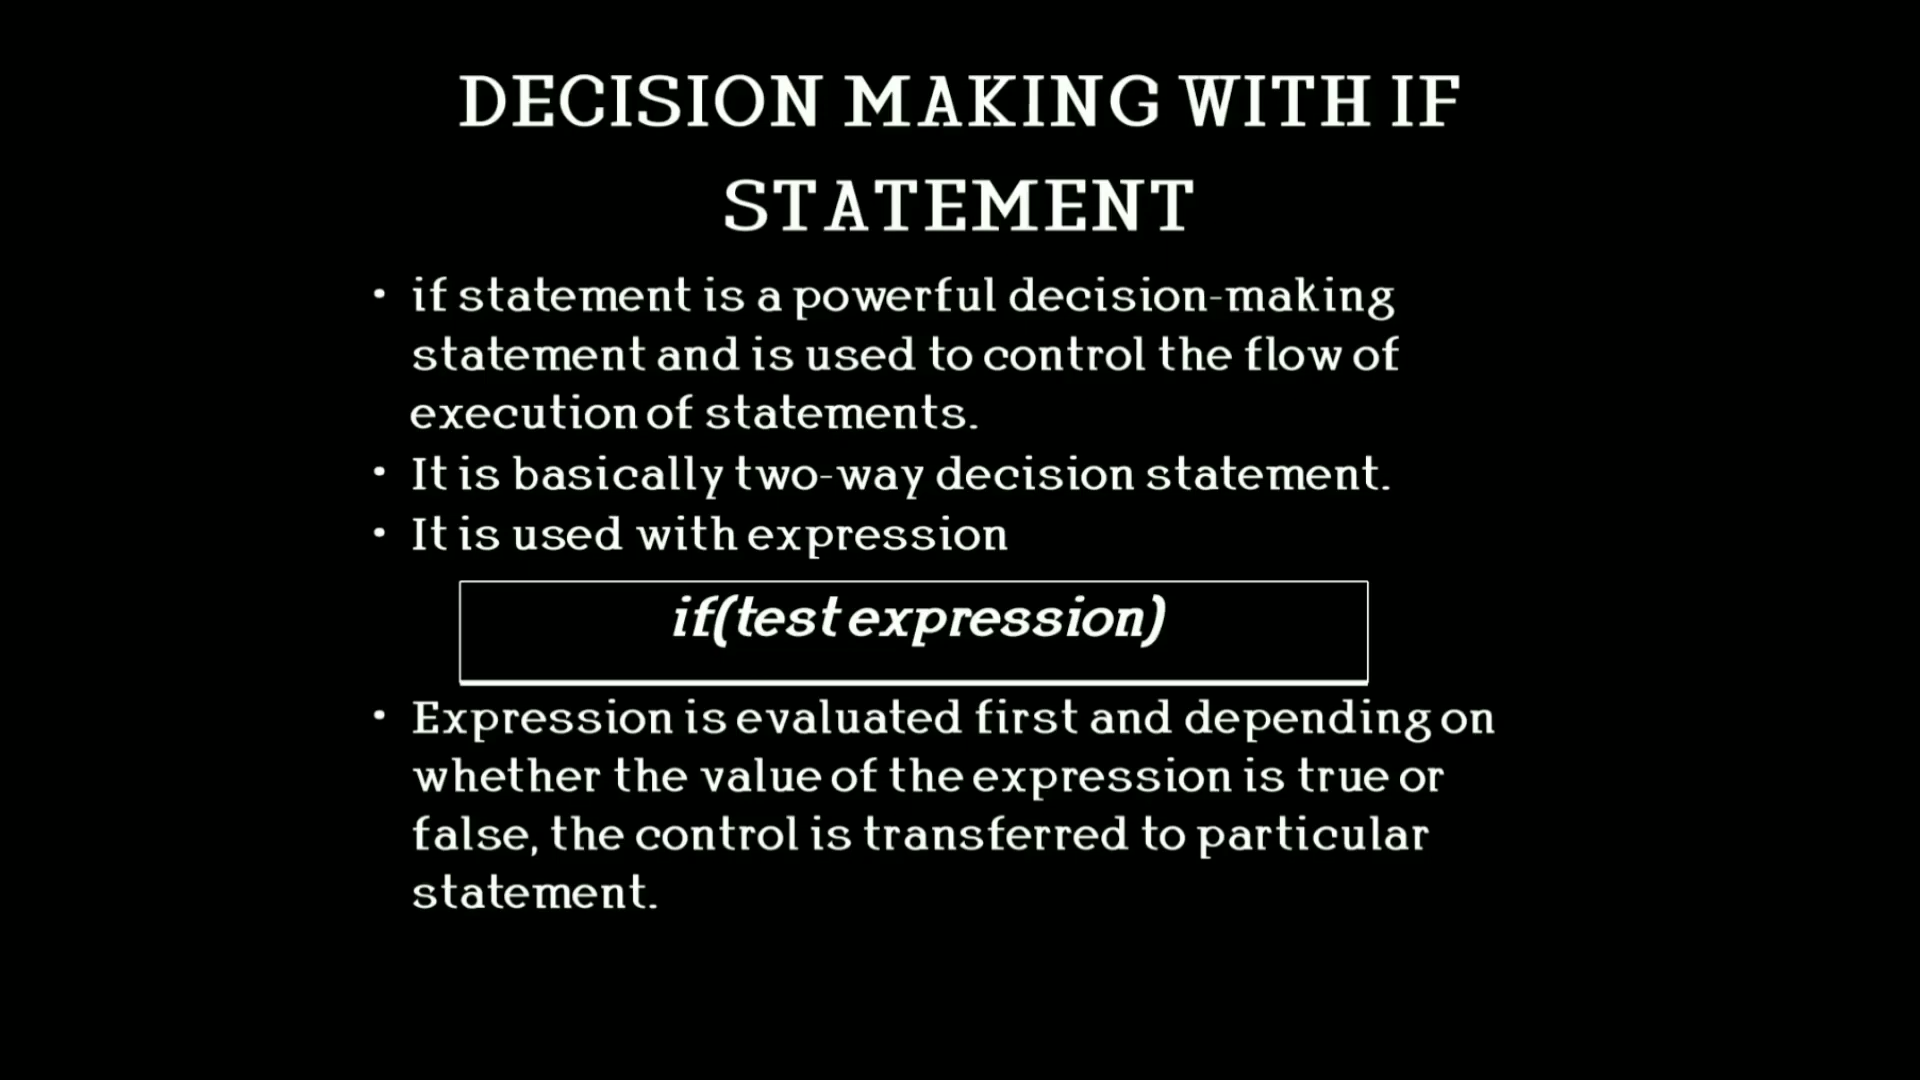 DECISION MAKING WITH IF
STATEMENT
• if statement is a powerful decision-making
statement and is used to control the flow of
execution of statements.
• It is basically two-way decision statement.
• It is used with expression
if(test expression)
• Expression is evaluated first and depending on
whether the value of the expression is true or
false, the control is transferred to particular
statement.